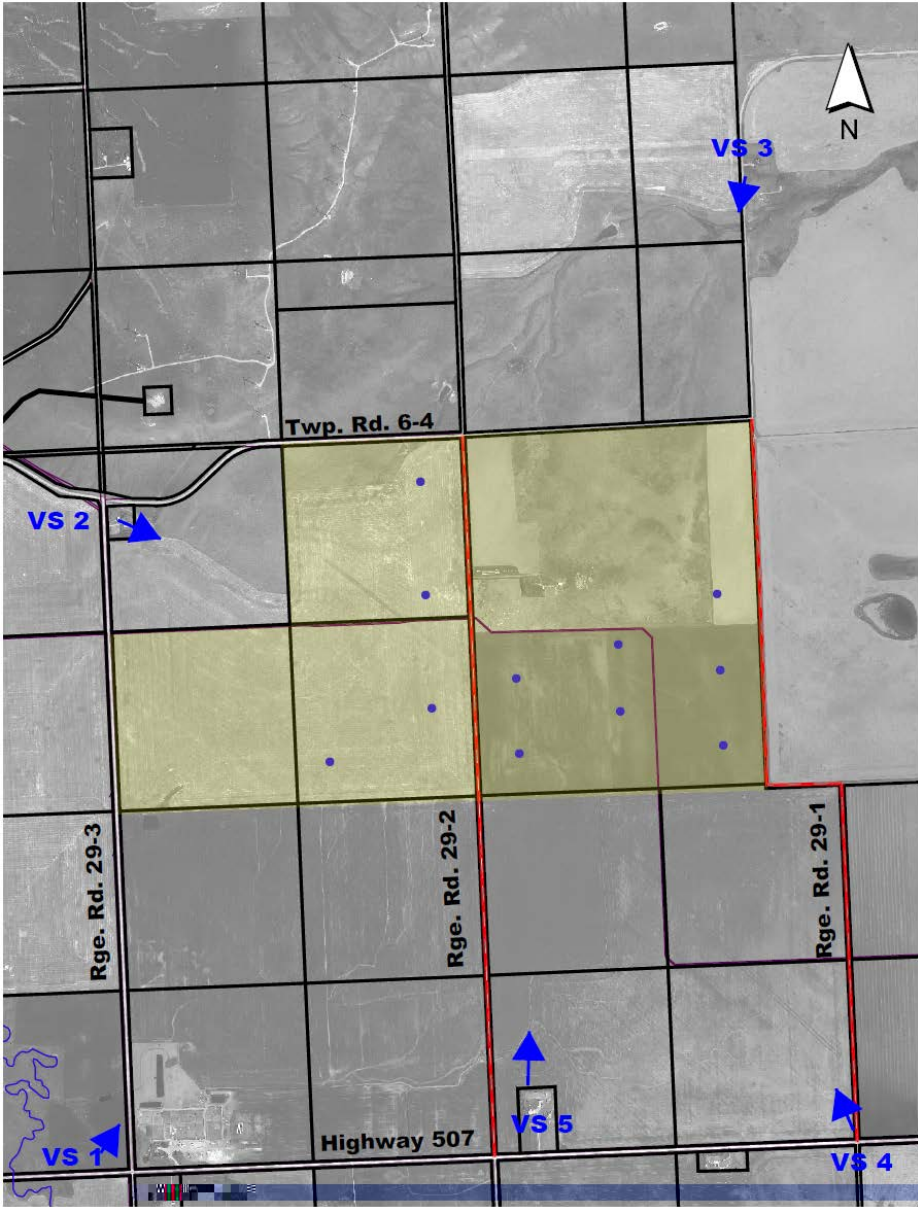 N
VS 3
Twp. Rd. 6-4
VS 2
Rge. Rd. 29-3
Rge. Rd. 29-2
Rge. Rd. 29-1
VS 5
Highway 507
VS 1
VS 4